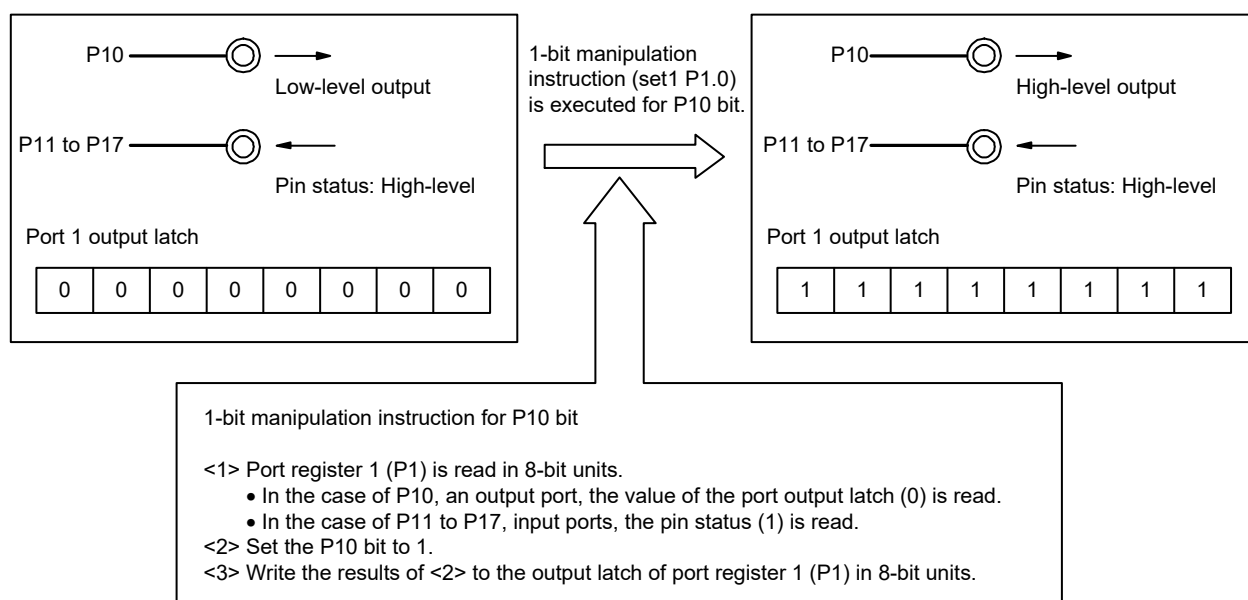 P10
Low-level output
P11 to P17
Pin status: High-level
Port 1 output latch
0 0 0 0 0 0 0 0
1-bit manipulation
instruction (set1 P1.0)
is executed for P10 bit.
P10
High-level output
P11 to P17
Pin status: High-level
Port 1 output latch
1 1 1 1 1 1 1 1
1-bit manipulation instruction for P10 bit
<1> Port register 1 (P1) is read in 8-bit units.
• In the case of P10, an output port, the value of the port output latch (0) is read.
• In the case of P11 to P17, input ports, the pin status (1) is read.
<2> Set the P10 bit to 1.
<3> Write the results of <2> to the output latch of port register 1 (P1) in 8-bit units.